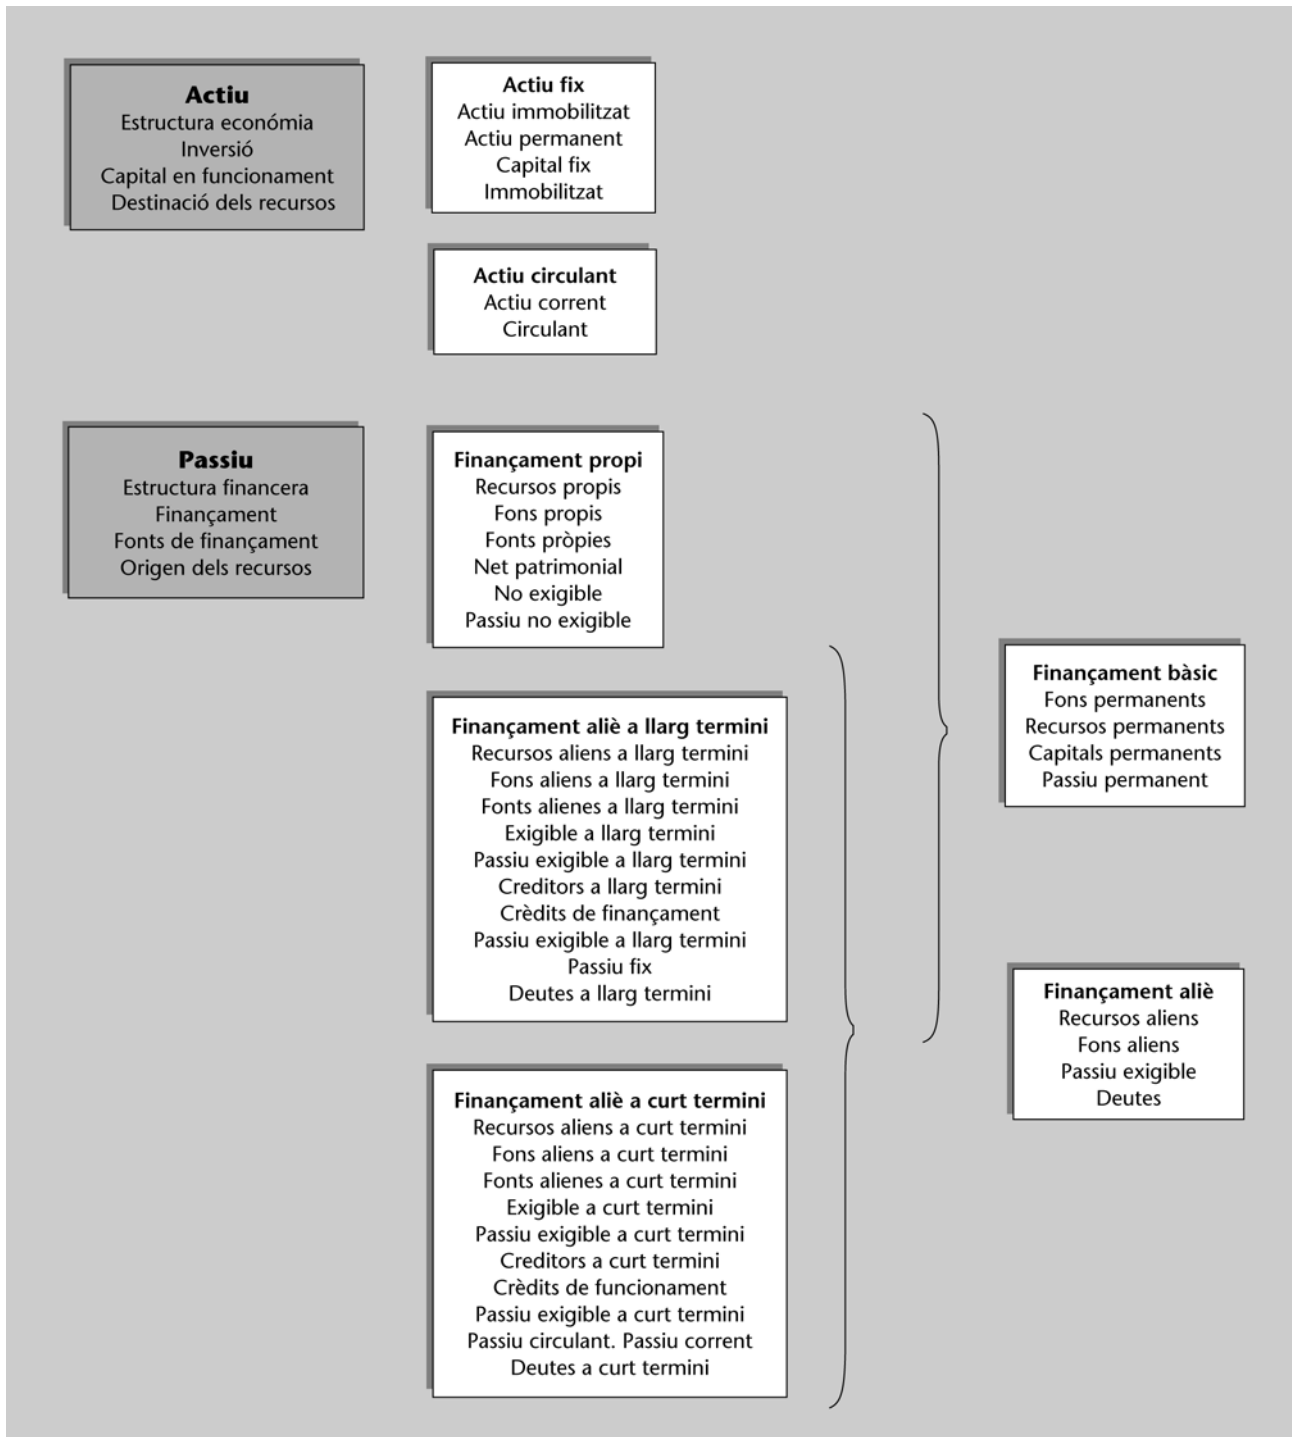 Actiu
Estructura económia
Inversió
Capital en funcionament
Destinació dels recursos
Actiu fix
Actiu immobilitzat
Actiu permanent
Capital fix
Immobilitzat
Actiu circulant
Actiu corrent
Circulant
Passiu
Estructura financera
Finançament
Fonts de finançament
Origen dels recursos
Finançament propi
Recursos propis
Fons propis
Fonts pròpies
Net patrimonial
No exigible
Passiu no exigible
Finançament aliè a llarg termini
Recursos aliens a llarg termini
Fons aliens a llarg termini
Fonts alienes a llarg termini
Exigible a llarg termini
Passiu exigible a llarg termini
Creditors a llarg termini
Crèdits de finançament
Passiu exigible a llarg termini
Passiu fix
Deutes a llarg termini
Finançament aliè a curt termini
Recursos aliens a curt termini
Fons aliens a curt termini
Fonts alienes a curt termini
Exigible a curt termini
Passiu exigible a curt termini
Creditors a curt termini
Crèdits de funcionament
Passiu exigible a curt termini
Passiu circulant. Passiu corrent
Deutes a curt termini
Finançament bàsic
Fons permanents
Recursos permanents
Capitals permanents
Passiu permanent
Finançament aliè
Recursos aliens
Fons aliens
Passiu exigible
Deutes